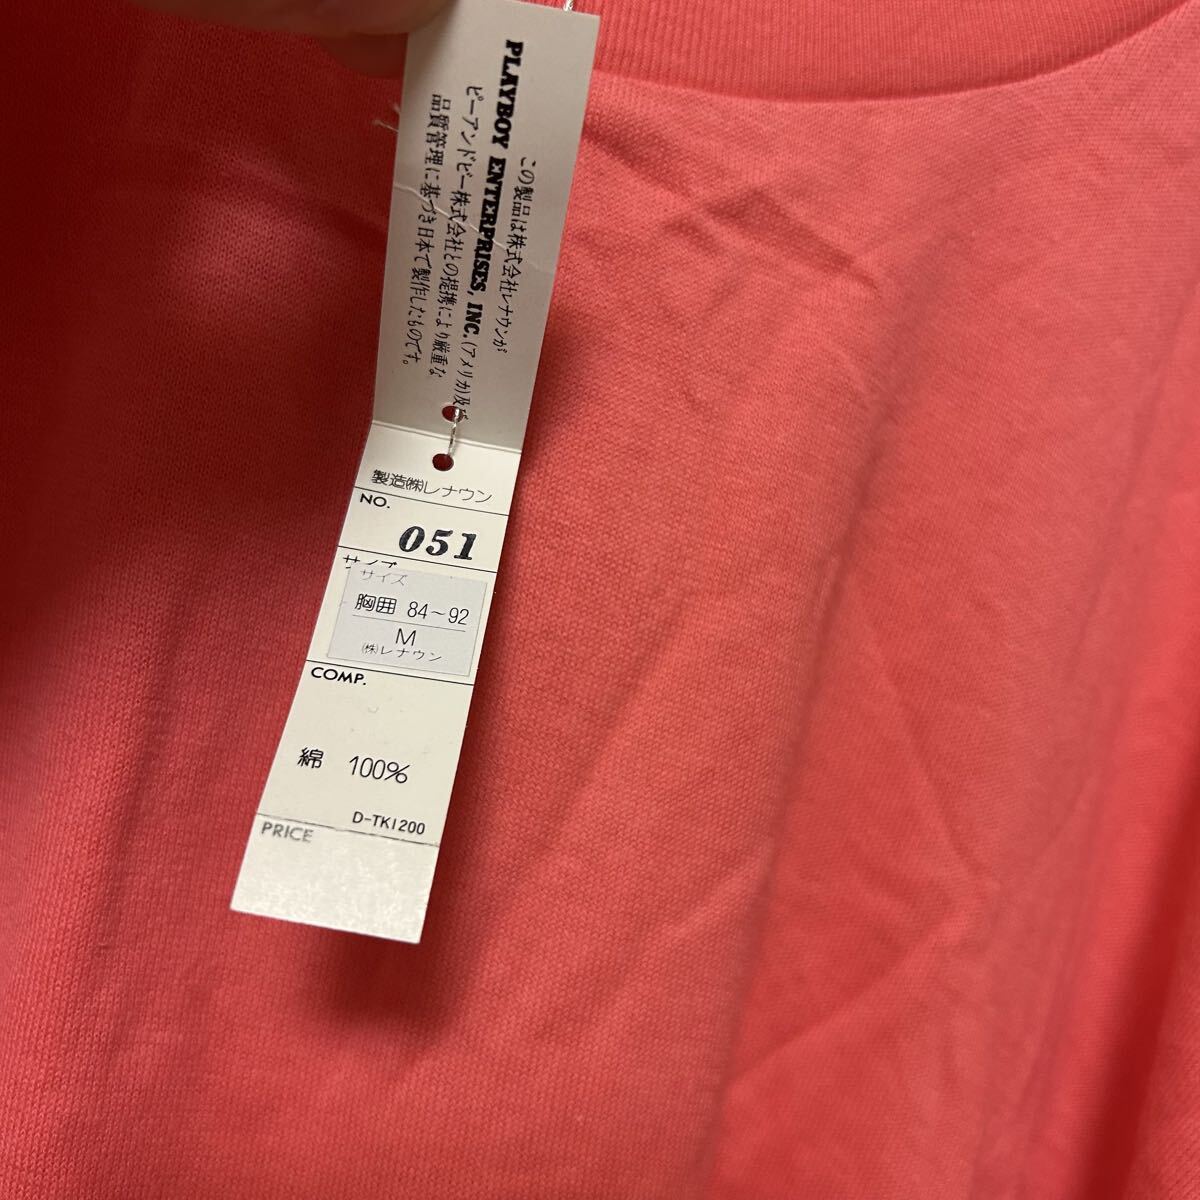 この製品は株式会社レナウンが
PLAYBOY ENTERPRISES, INC.(アメリカ)及び
ピーアンドビー株式会社との提携により厳重な
品質管理に基づき日本で製作したものです。
製造㈱レナウン
NO.
051
サイズ
サイズ
胸囲 84~92
M
㈱レナウン
COMP.
綿 100%
D-TK1200
PRICE